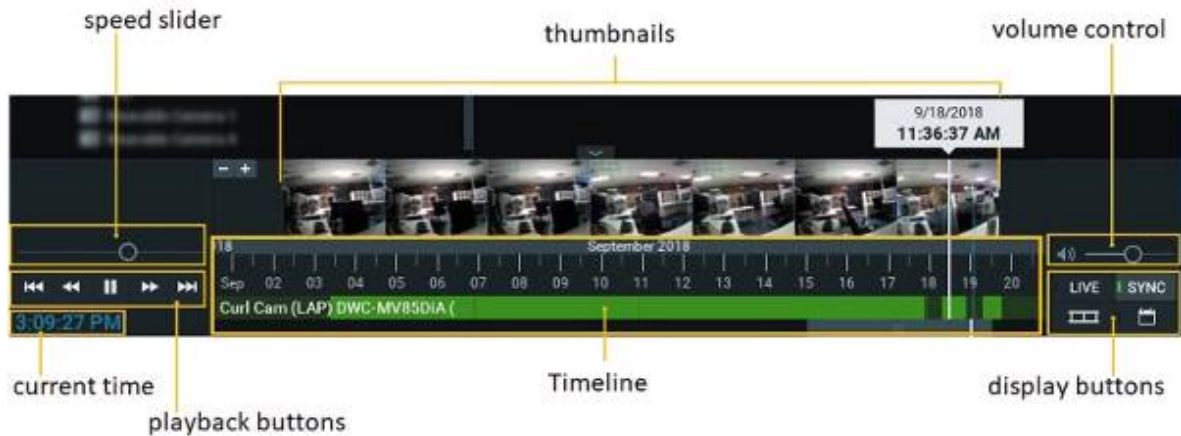 speed slider
thumbnails
volume control
9/18/2018
11:36:37 AM
- +
18
September 2018
Sep 02 03 04 05 06 07 08 09 10 11 12 13 14 15 16 17 18 19 20
Curl Cam (LAP) DWC-MV85DiA (
LIVE SYNC
3:09:27 PM
current time
Timeline
display buttons
playback buttons